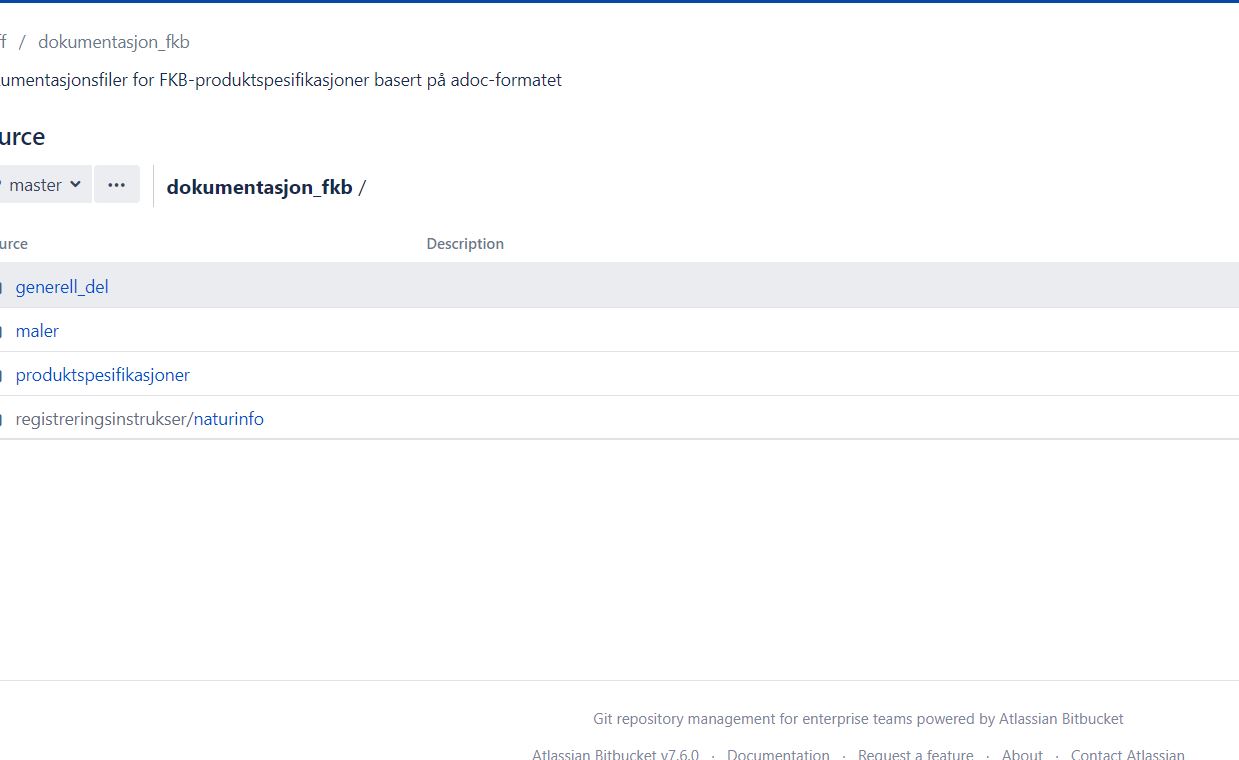 / dokumentasjon_fkb
umentasjonsfiler for FKB-produktspesifikasjoner basert på adoc-formatet
urce
master
dokumentasjon_fkb /
urce Description
generell_del
maler
produktspesifikasjoner
registreringsinstrukser/naturinfo
Git repository management for enterprise teams powered by Atlassian Bitbucket
Atlassian Bitbucket v7.6.0 · Documentation · Request a feature · About · Contact Atlassian